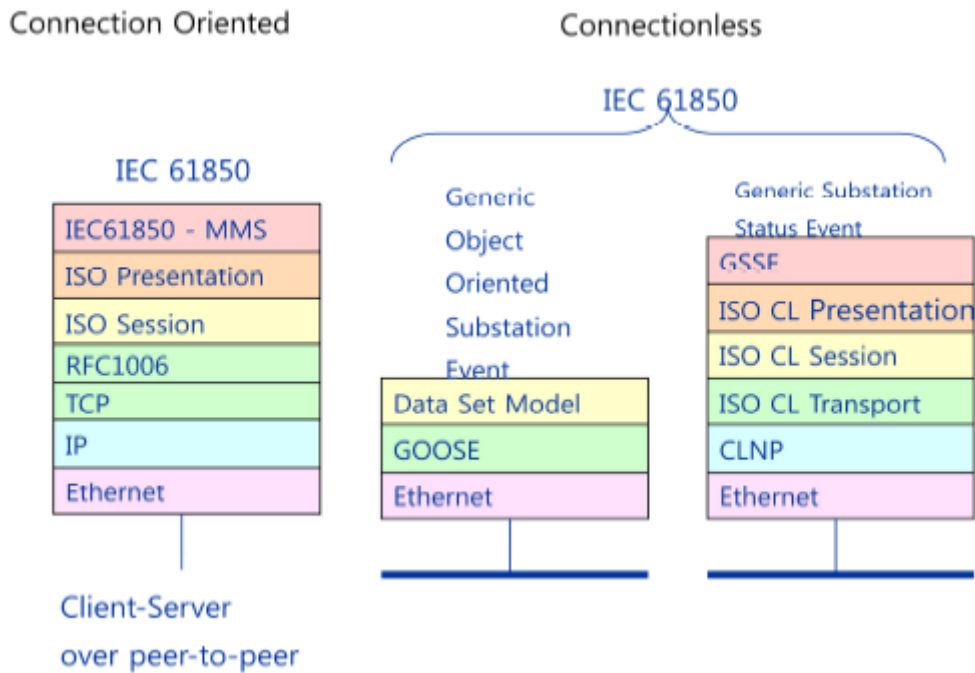 Connection Oriented
Connectionless
IEC 61850
IEC 61850
IEC61850 - MMS
ISO Presentation
ISO Session
RFC1006
TCP
IP
Ethernet
Client-Server
over peer-to-peer
Generic
Object
Oriented
Substation
Event
Data Set Model
GOOSE
Ethernet
Generic Substation
Status Event
GSSE
ISO CL Presentation
ISO CL Session
ISO CL Transport
CLNP
Ethernet